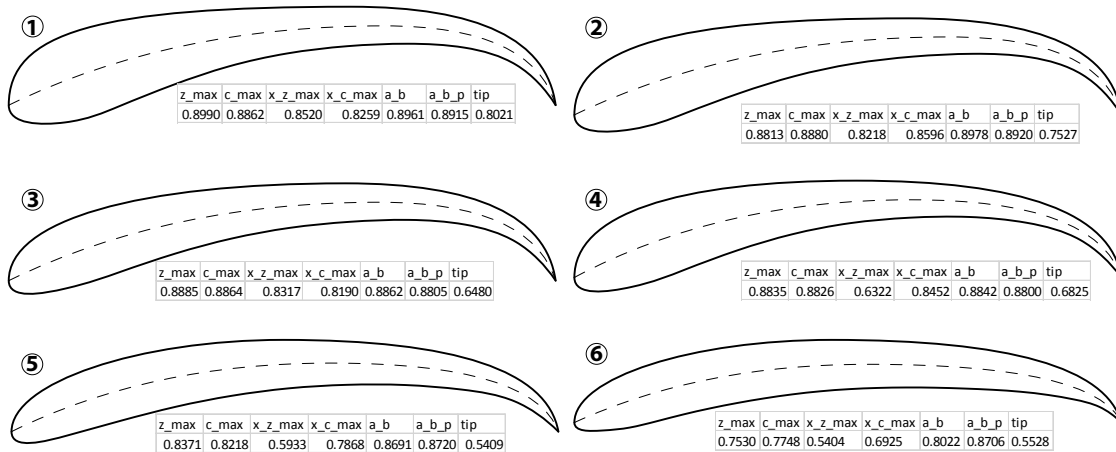 ①
z_max c_max x_z_max x_c_max a_b a_b_p tip
0.8990 0.8862 0.8520 0.8259 0.8961 0.8915 0.8021
②
z_max c_max x_z_max x_c_max a_b a_b_p tip
0.8813 0.8880 0.8218 0.8596 0.8978 0.8920 0.7527
③
z_max c_max x_z_max x_c_max a_b a_b_p tip
0.8885 0.8864 0.8317 0.8190 0.8862 0.8805 0.6480
④
z_max c_max x_z_max x_c_max a_b a_b_p tip
0.8835 0.8826 0.6322 0.8452 0.8842 0.8800 0.6825
⑤
z_max c_max x_z_max x_c_max a_b a_b_p tip
0.8371 0.8218 0.5933 0.7868 0.8691 0.8720 0.5409
⑥
z_max c_max x_z_max x_c_max a_b a_b_p tip
0.7530 0.7748 0.5404 0.6925 0.8022 0.8706 0.5528